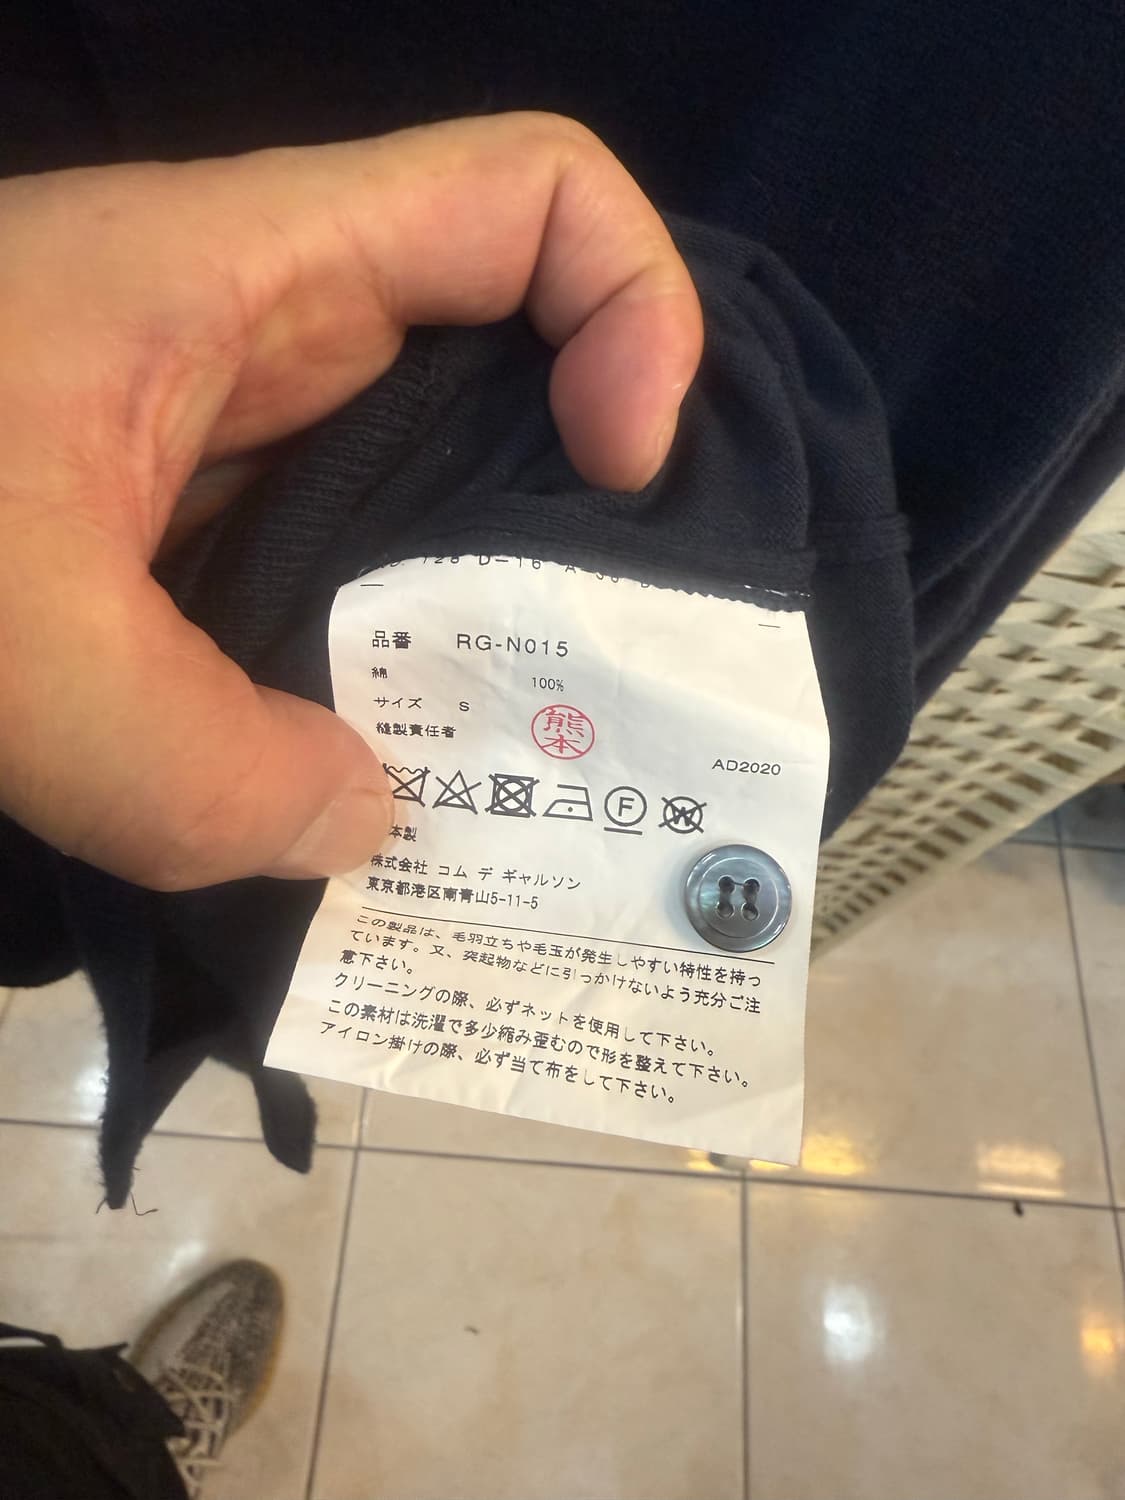 128 D-16 A
品番 RG-N015
綿 100%
サイズ S
縫製責任者 熊本
AD2020
F
W
本製
株式会社 コム デ ギャルソン
東京都港区南青山5-11-5
この製品は、毛羽立ちや毛玉が発生しやすい特性を持っ
ています。又、突起物などに引っかけないよう充分ご注
意下さい。
クリーニングの際、必ずネットを使用して下さい。
この素材は洗濯で多少縮み歪むので形を整えて下さい。
アイロン掛けの際、必ず当て布をして下さい。